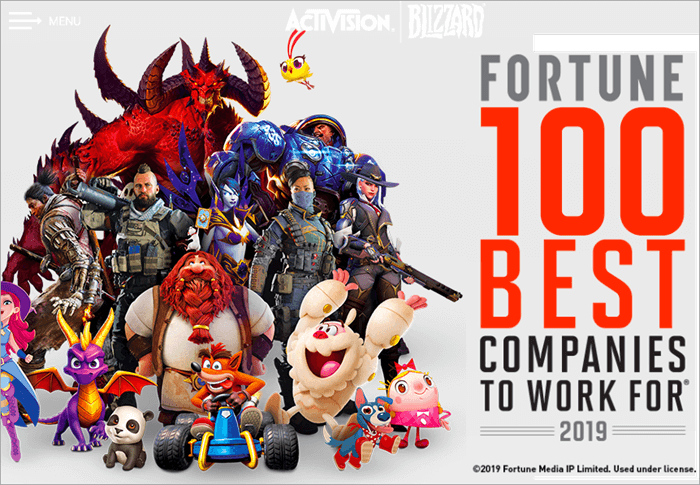 MENU
ACTIVISION. | BLIZZARD
FORTUNE
100
BEST
COMPANIES
TO WORK FOR®
2019
©2019 Fortune Media IP Limited. Used under license.